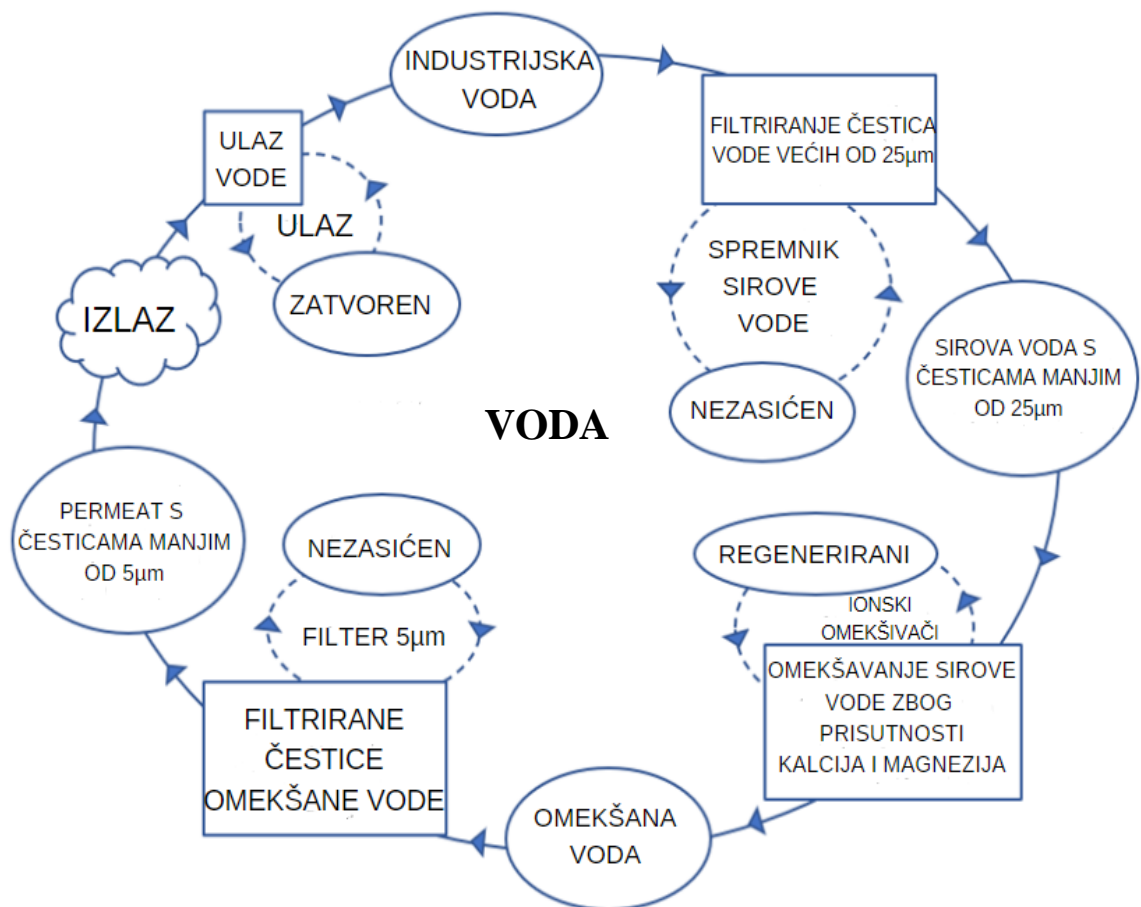 INDUSTRIJSKA
VODA
ULAZ
VODE
FILTRIRANJE ČESTICA
VODE VEĆIH OD 25µm
ULAZ
ZATVOREN
SPREMNIK
SIROVE
VODE
IZLAZ
NEZASIĆEN
SIROVA VODA S
ČESTICAMA MANJIM
OD 25µm
VODA
PERMEAT S
ČESTICAMA MANJIM
OD 5µm
NEZASIĆEN
FILTER 5µm
REGENERIRANI
IONSKI
OMEKŠIVAČI
FILTRIRANE
ČESTICE
OMEKŠANE VODE
OMEKŠAVANJE SIROVE
VODE ZBOG
PRISUTNOSTI
KALCIJA I MAGNEZIJA
OMEKŠANA
VODA